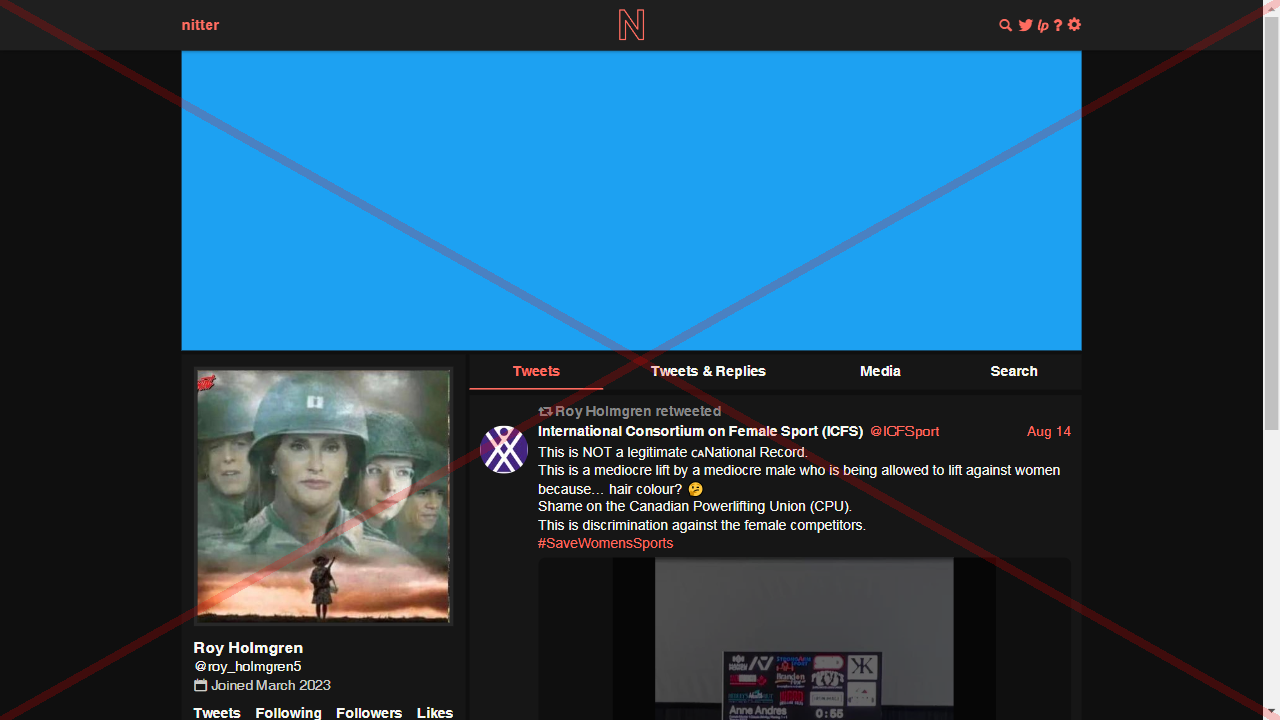 nitter
N
lp ?
Tweets Tweets & Replies Media Search
Roy Holmgren retweeted
International Consortium on Female Sport (ICFS) @ICFSport Aug 14
This is NOT a legitimate ᴄᴀNational Record.
This is a mediocre lift by a mediocre male who is being allowed to lift against women
because… hair colour? 🤔
Shame on the Canadian Powerlifting Union (CPU).
This is discrimination against the female competitors.
#SaveWomensSports
Anne Andres 0:55
Roy Holmgren
@roy_holmgren5
Joined March 2023
Tweets Following Followers Likes